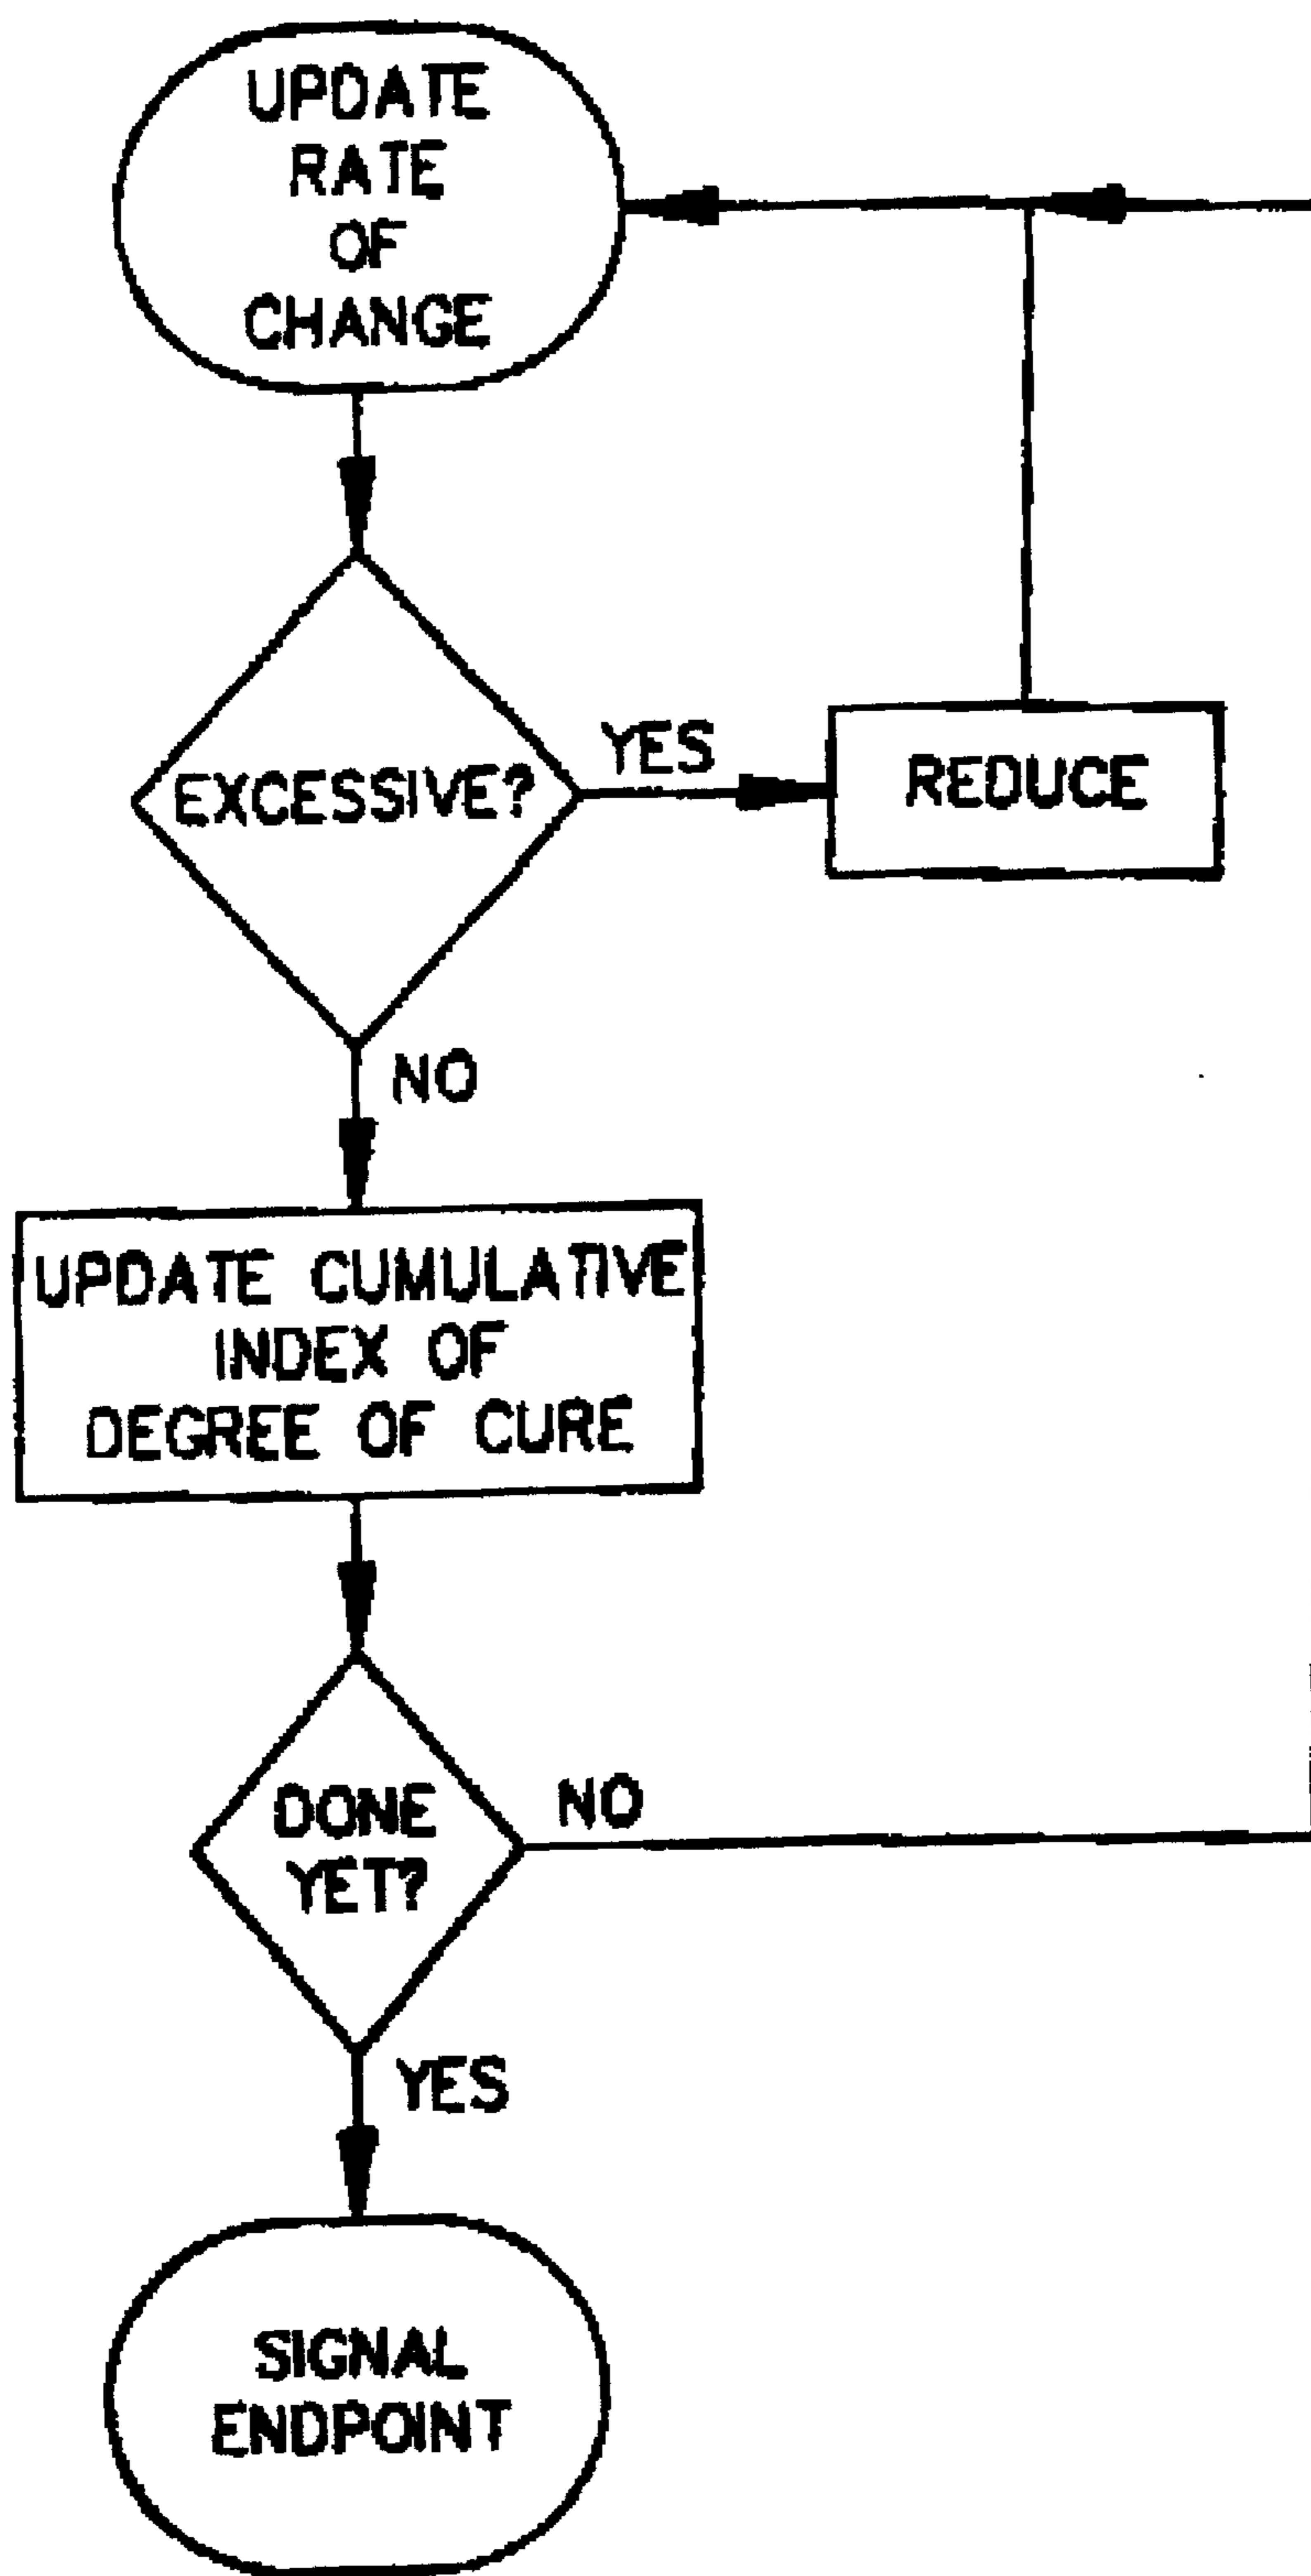 UPDATE
RATE
OF
CHANGE
EXCESSIVE?
YES
REDUCE
NO
UPDATE CUMULATIVE
INDEX OF
DEGREE OF CURE
DONE
YET?
NO
YES
SIGNAL
ENDPOINT